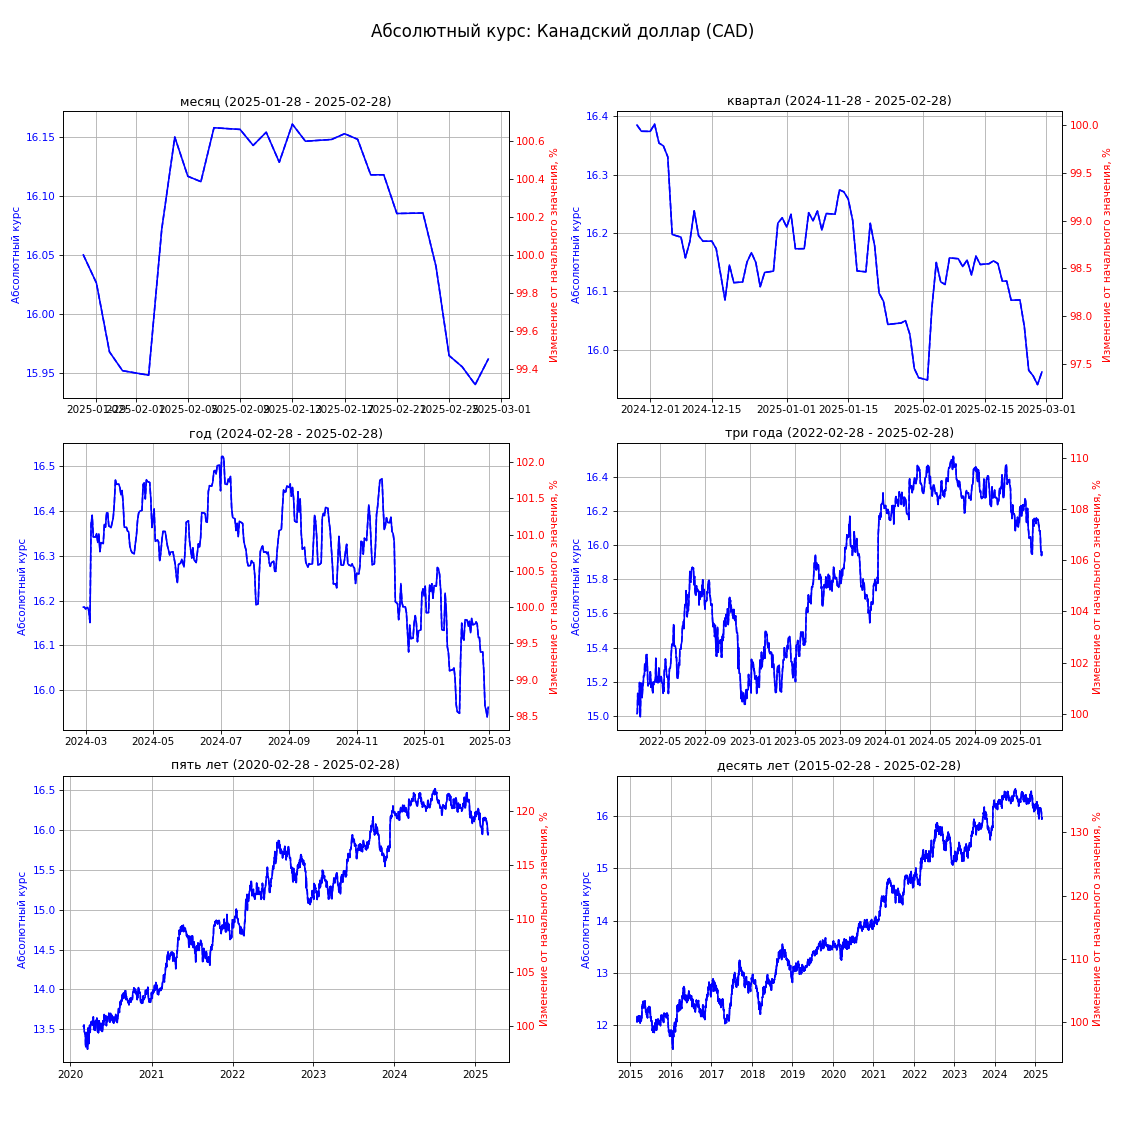 Абсолютный курс: Канадский доллар (CAD)
месяц (2025-01-28 - 2025-02-28)
16.15
16.10
16.05
16.00
15.95
Абсолютный курс
100.6
100.4
100.2
100.0
99.8
99.6
99.4
Изменение от начального значения, %
2025-01-29 2025-02-01 2025-02-05 2025-02-09 2025-02-13 2025-02-17 2025-02-21 2025-02-25 2025-03-01
квартал (2024-11-28 - 2025-02-28)
16.4
16.3
16.2
16.1
16.0
Абсолютный курс
100.0
99.5
99.0
98.5
98.0
97.5
Изменение от начального значения, %
2024-12-01 2024-12-15 2025-01-01 2025-01-15 2025-02-01 2025-02-15 2025-03-01
год (2024-02-28 - 2025-02-28)
16.5
16.4
16.3
16.2
16.1
16.0
Абсолютный курс
102.0
101.5
101.0
100.5
100.0
99.5
99.0
98.5
Изменение от начального значения, %
2024-03 2024-05 2024-07 2024-09 2024-11 2025-01 2025-03
три года (2022-02-28 - 2025-02-28)
16.4
16.2
16.0
15.8
15.6
15.4
15.2
15.0
Абсолютный курс
110
108
106
104
102
100
Изменение от начального значения, %
2022-05 2022-09 2023-01 2023-05 2023-09 2024-01 2024-05 2024-09 2025-01
пять лет (2020-02-28 - 2025-02-28)
16.5
16.0
15.5
15.0
14.5
14.0
13.5
Абсолютный курс
120
115
110
105
100
Изменение от начального значения, %
2020 2021 2022 2023 2024 2025
десять лет (2015-02-28 - 2025-02-28)
16
15
14
13
12
Абсолютный курс
130
120
110
100
Изменение от начального значения, %
2015 2016 2017 2018 2019 2020 2021 2022 2023 2024 2025